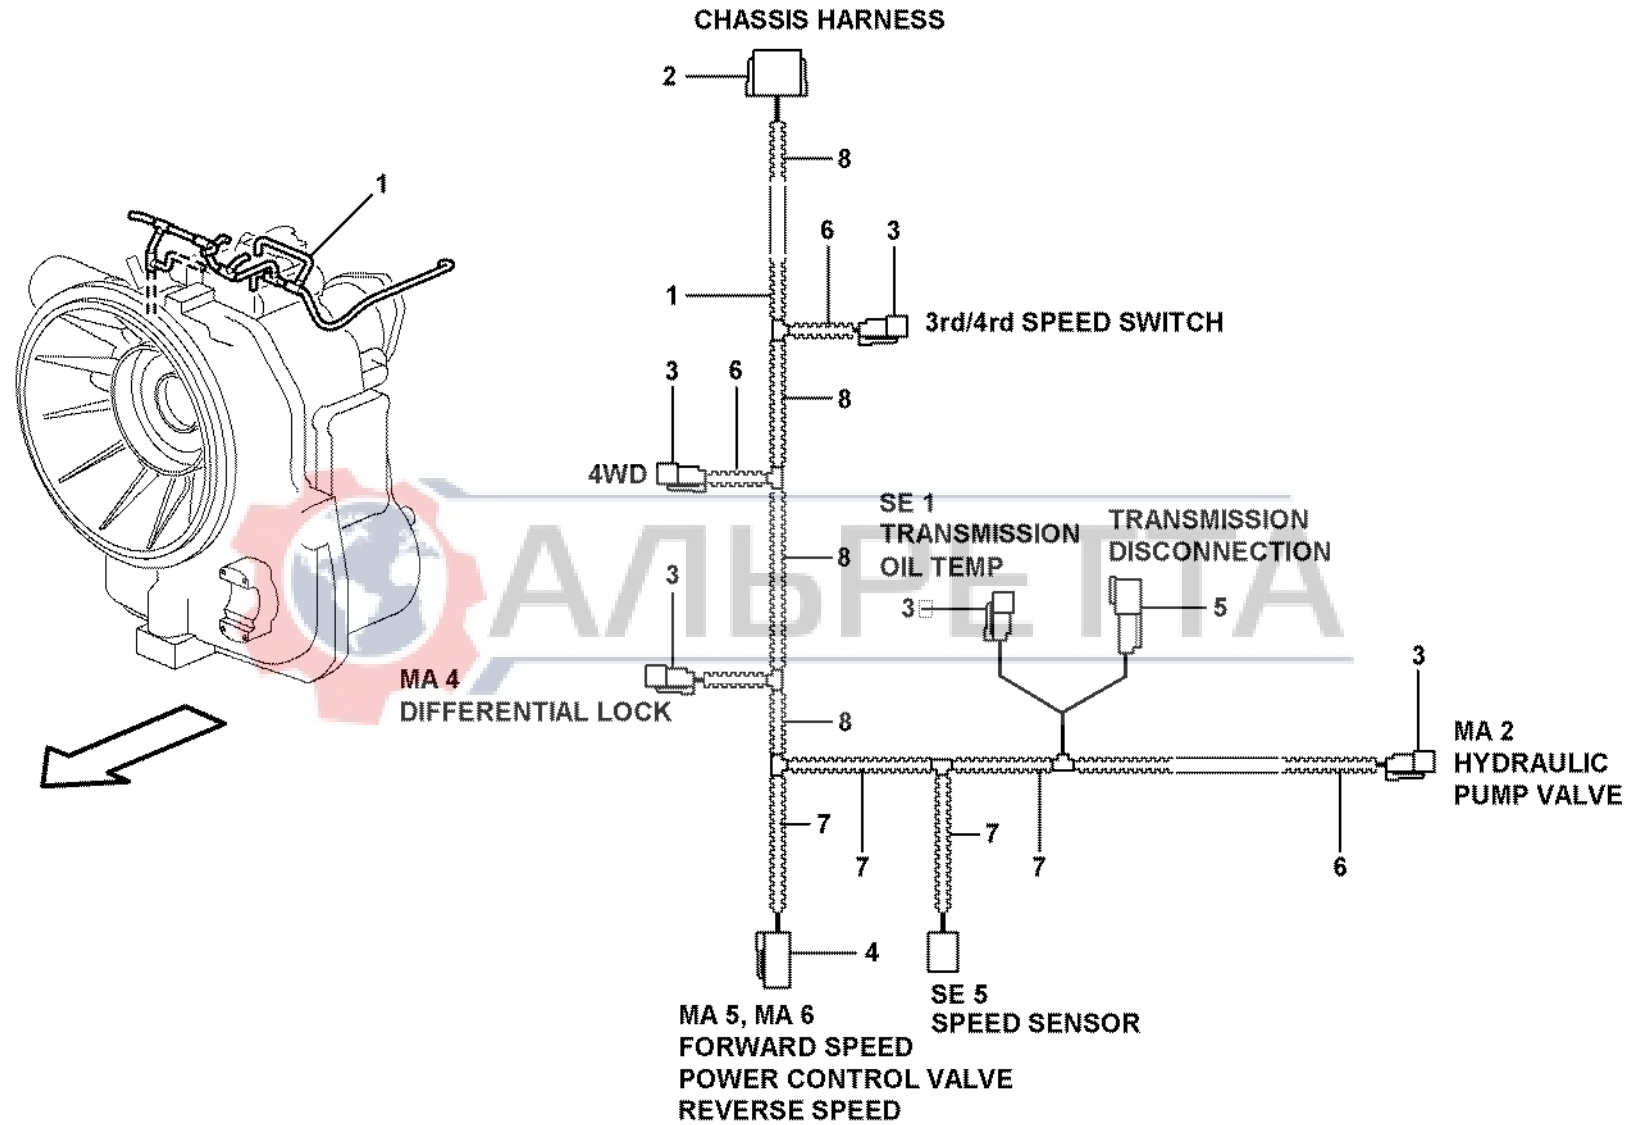 CHASSIS HARNESS
2
8
1
6
3
1
3rd/4rd SPEED SWITCH
3
6
8
4WD
SE 1
TRANSMISSION
OIL TEMP
TRANSMISSION
DISCONNECTION
8
АЛЬРЕТТА
3
3
5
3
MA 4
DIFFERENTIAL LOCK
8
MA 2
HYDRAULIC
PUMP VALVE
7
7
7
7
6
4
SE 5
SPEED SENSOR
MA 5, MA 6
FORWARD SPEED
POWER CONTROL VALVE
REVERSE SPEED